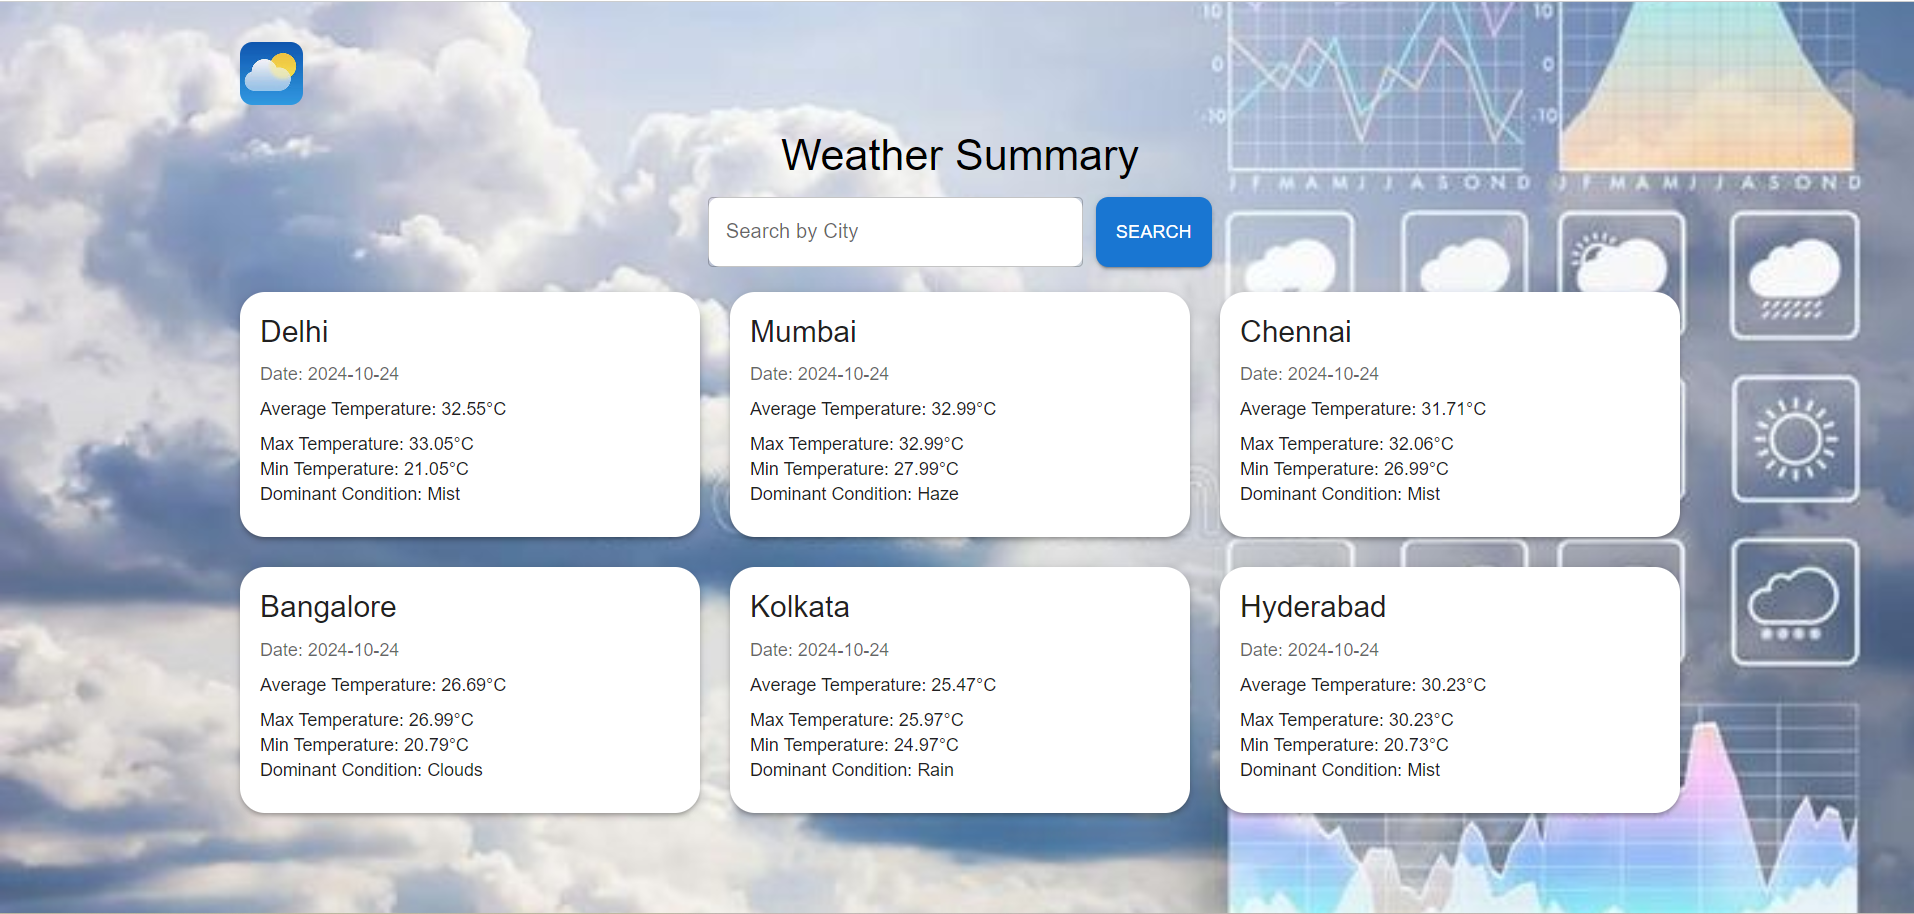 10
0
-10
J F M A M J J A S O N D
10
0
-10
J F M A M J J A S O N D
Weather Summary
Search by City
SEARCH
Delhi
Date: 2024-10-24
Average Temperature: 32.55°C
Max Temperature: 33.05°C
Min Temperature: 21.05°C
Dominant Condition: Mist
Mumbai
Date: 2024-10-24
Average Temperature: 32.99°C
Max Temperature: 32.99°C
Min Temperature: 27.99°C
Dominant Condition: Haze
Chennai
Date: 2024-10-24
Average Temperature: 31.71°C
Max Temperature: 32.06°C
Min Temperature: 26.99°C
Dominant Condition: Mist
Bangalore
Date: 2024-10-24
Average Temperature: 26.69°C
Max Temperature: 26.99°C
Min Temperature: 20.79°C
Dominant Condition: Clouds
Kolkata
Date: 2024-10-24
Average Temperature: 25.47°C
Max Temperature: 25.97°C
Min Temperature: 24.97°C
Dominant Condition: Rain
Hyderabad
Date: 2024-10-24
Average Temperature: 30.23°C
Max Temperature: 30.23°C
Min Temperature: 20.73°C
Dominant Condition: Mist